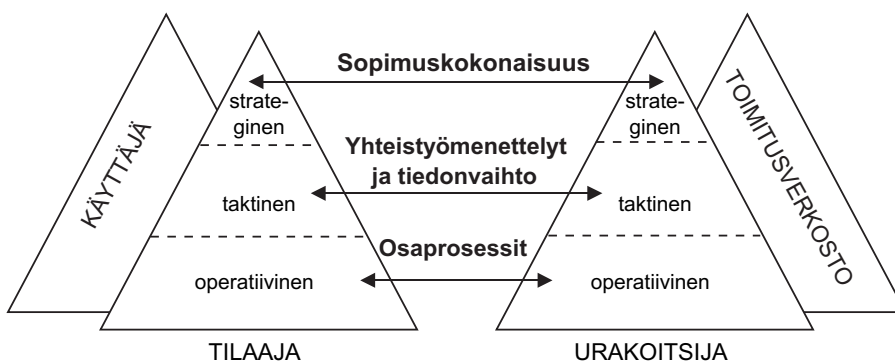 Sopimuskokonaisuus
strate-
ginen
strate-
ginen
Yhteistyömenettelyt
ja tiedonvaihto
taktinen
taktinen
Osaprosessit
operatiivinen
operatiivinen
KÄYTTÄJÄ
TOIMITUSVERKOSTO
TILAAJA
URAKOITSIJA